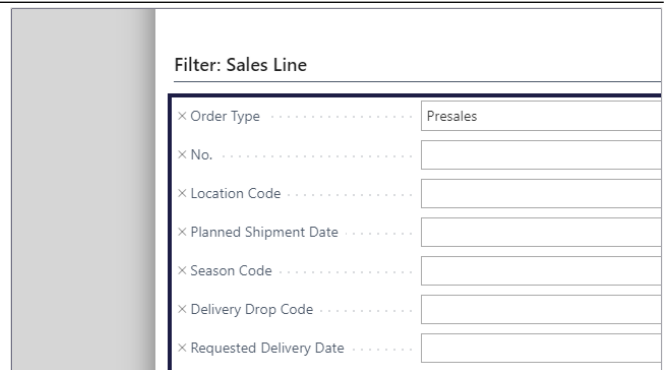 Filter: Sales Line
× Order Type Presales
× No.
× Location Code
× Planned Shipment Date
× Season Code
× Delivery Drop Code
× Requested Delivery Date